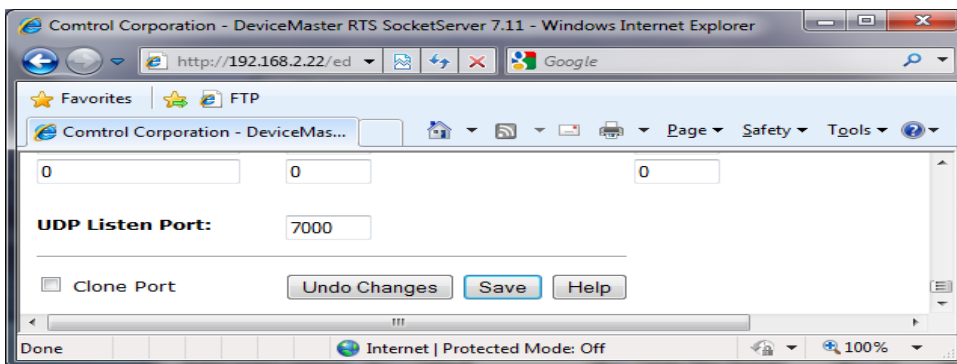 Comtrol Corporation - DeviceMaster RTS SocketServer 7.11 - Windows Internet Explorer
http://192.168.2.22/ed Google
Favorites FTP
Comtrol Corporation - DeviceMas... Page Safety Tools
0 0 0
UDP Listen Port: 7000
Clone Port Undo Changes Save Help
Done Internet | Protected Mode: Off 100%